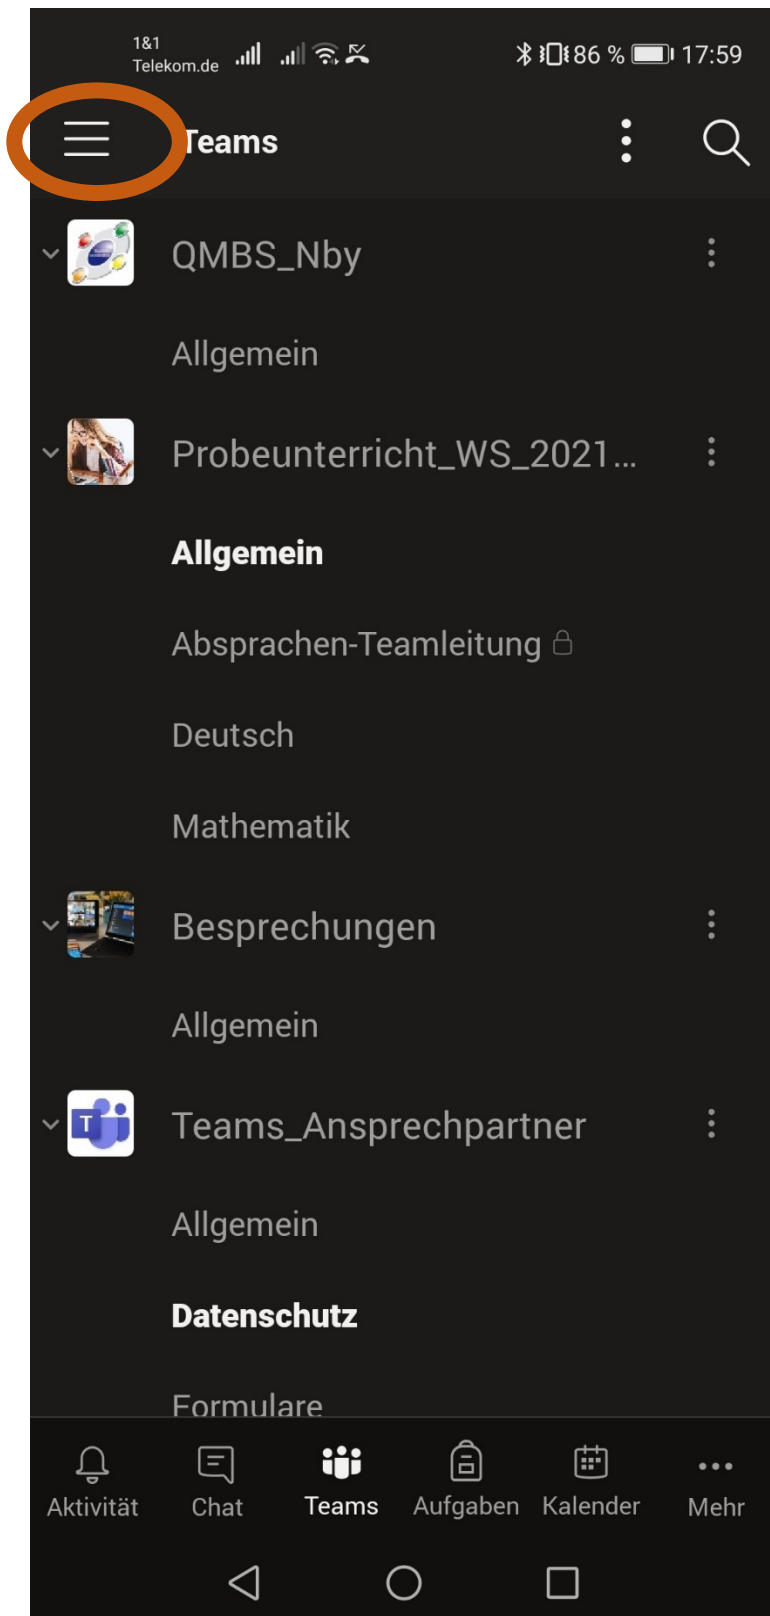 1&1
Telekom.de
86 %
17:59
Teams
QMBS_Nby
Allgemein
Probeunterricht_WS_2021...
Allgemein
Absprachen-Teamleitung
Deutsch
Mathematik
Besprechungen
Allgemein
T
Teams_Ansprechpartner
Allgemein
Datenschutz
Formulare
Aktivität Chat Teams Aufgaben Kalender Mehr